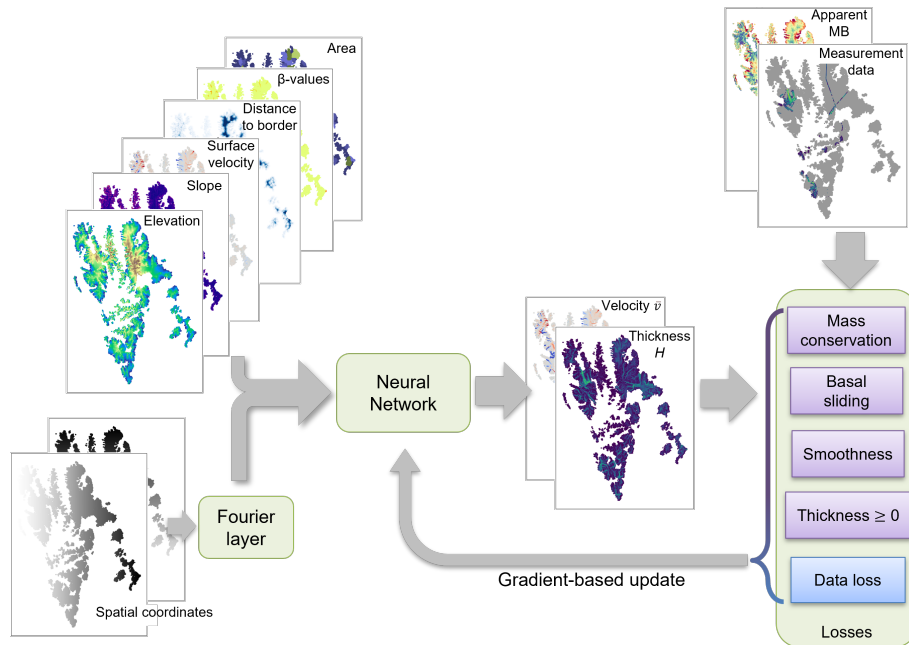 Area
β-values
Distance
to border
Surface
velocity
Slope
Elevation
Spatial coordinates
Fourier
layer
Neural
Network
Velocity v̄
Thickness
H
Gradient-based update
Apparent
MB
Measurement
data
Mass
conservation
Basal
sliding
Smoothness
Thickness ≥ 0
Data loss
Losses